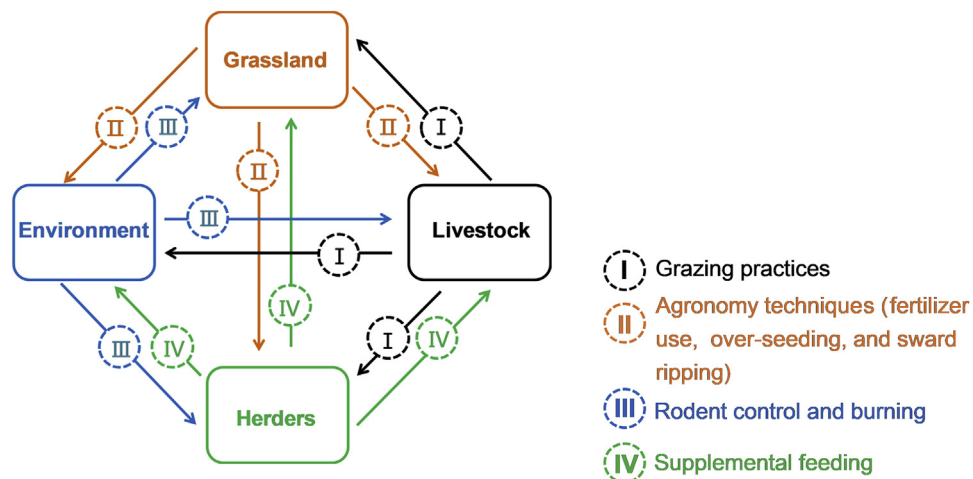 Grassland
II
III
II
I
II
Environment
III
Livestock
I
IV
III
IV
I
IV
Herders
I Grazing practices
II Agronomy techniques (fertilizer
use, over-seeding, and sward
ripping)
III Rodent control and burning
IV Supplemental feeding